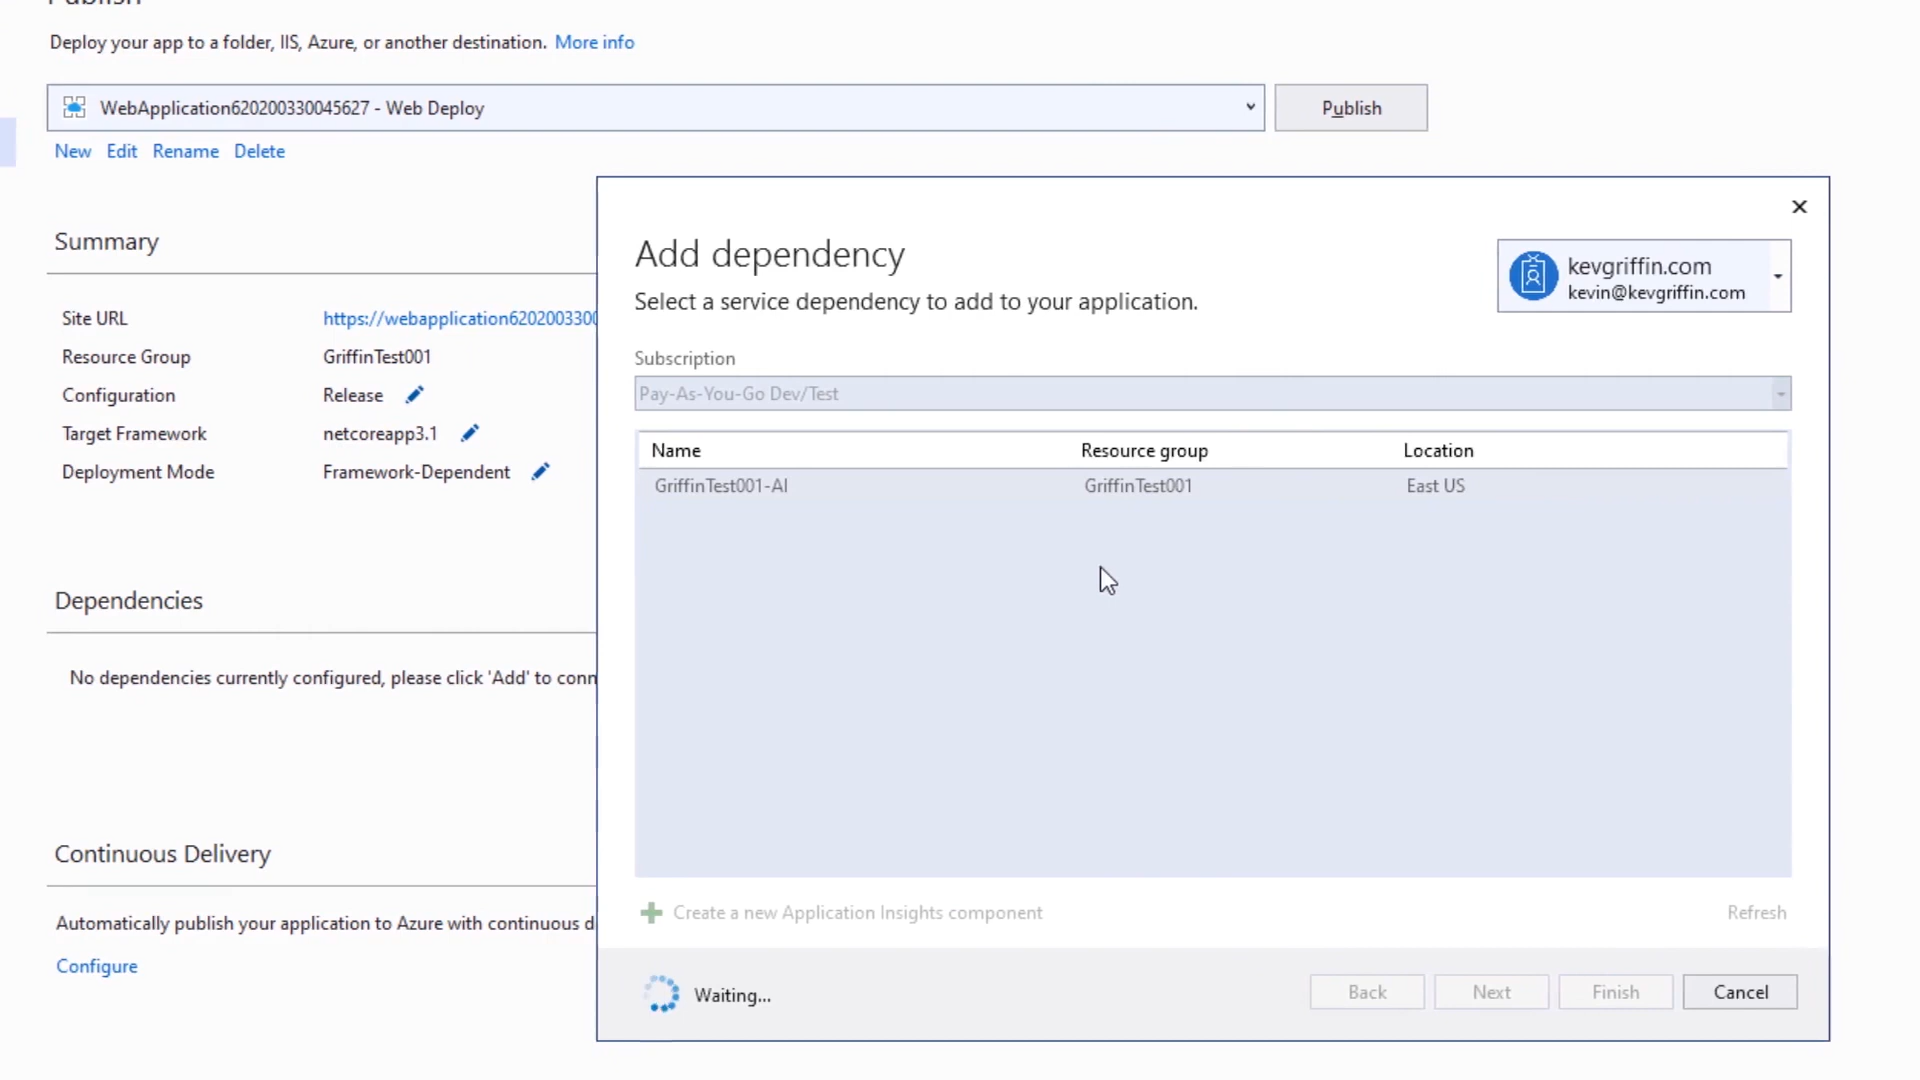 Publish
Deploy your app to a folder, IIS, Azure, or another destination. More info
WebApplication620200330045627 - Web Deploy
Publish
New Edit Rename Delete
Summary
Site URL https://webapplication6202003300
Resource Group GriffinTest001
Configuration Release
Target Framework netcoreapp3.1
Deployment Mode Framework-Dependent
Dependencies
No dependencies currently configured, please click 'Add' to conn
Continuous Delivery
Automatically publish your application to Azure with continuous d
Configure
Add dependency
Select a service dependency to add to your application.
kevgriffin.com
kevin@kevgriffin.com
Subscription
Pay-As-You-Go Dev/Test
Name Resource group Location
GriffinTest001-AI GriffinTest001 East US
Create a new Application Insights component Refresh
Waiting...
Back Next Finish Cancel